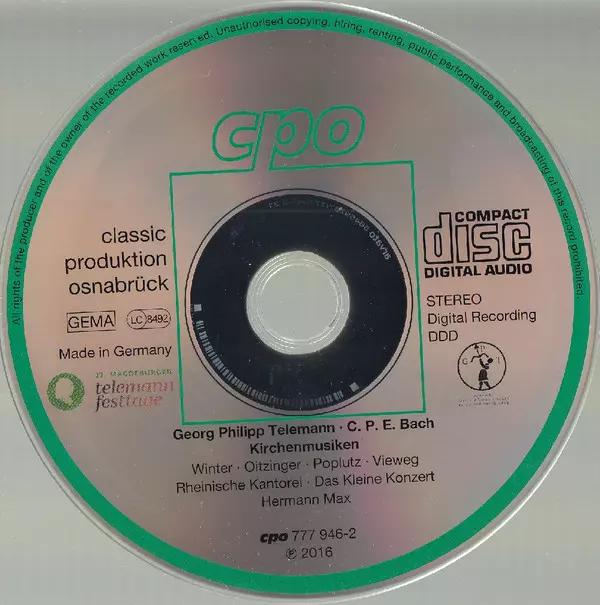 All rights of the producer and of the owner of the recorded work reserved. Unauthorised copying, hiring, renting, public performance and broadcasting of this record prohibited.
cpo
classic
produktion
osnabrück
GEMA LC 8492
Made in Germany
22. MAGDEBURGER
telemann
festtage
COMPACT
disc
DIGITAL AUDIO
STEREO
Digital Recording
DDD
Georg Philipp Telemann · C. P. E. Bach
Kirchenmusiken
Winter · Oitzinger · Poplutz · Vieweg
Rheinische Kantorei · Das Kleine Konzert
Hermann Max
cpo 777 946-2
℗ 2016